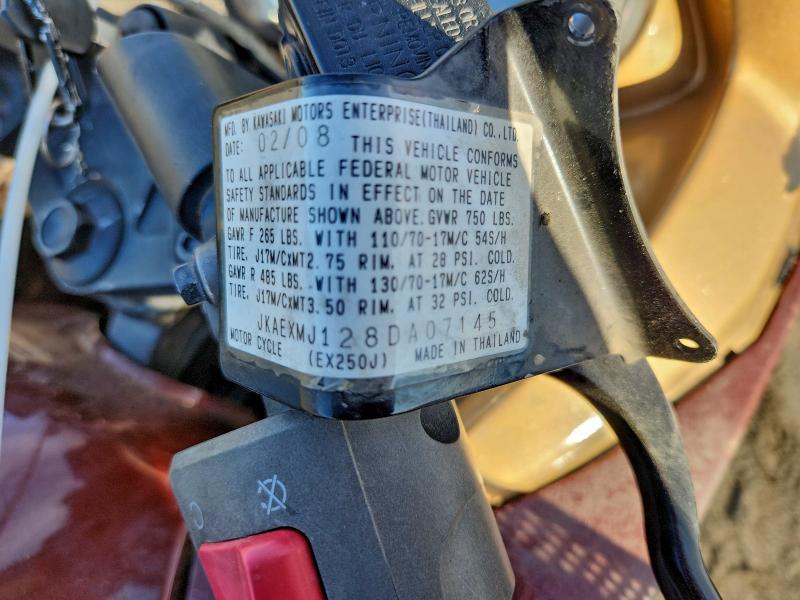 MFD. BY KAWASAKI MOTORS ENTERPRISE(THAILAND) CO.,LTD.
DATE: 02/08 THIS VEHICLE CONFORMS
TO ALL APPLICABLE FEDERAL MOTOR VEHICLE
SAFETY STANDARDS IN EFFECT ON THE DATE
OF MANUFACTURE SHOWN ABOVE. GVWR 750 LBS.
GAWR F 265 LBS. WITH 110/70-17M/C 54S/H
TIRE, J17M/CxMT2.75 RIM. AT 28 PSI. COLD.
GAWR R 485 LBS. WITH 130/70-17M/C 62S/H
TIRE, J17M/CxMT3.50 RIM. AT 32 PSI. COLD.
JKAEXMJ128DA07145
MOTOR CYCLE (EX250J) MADE IN THAILAND